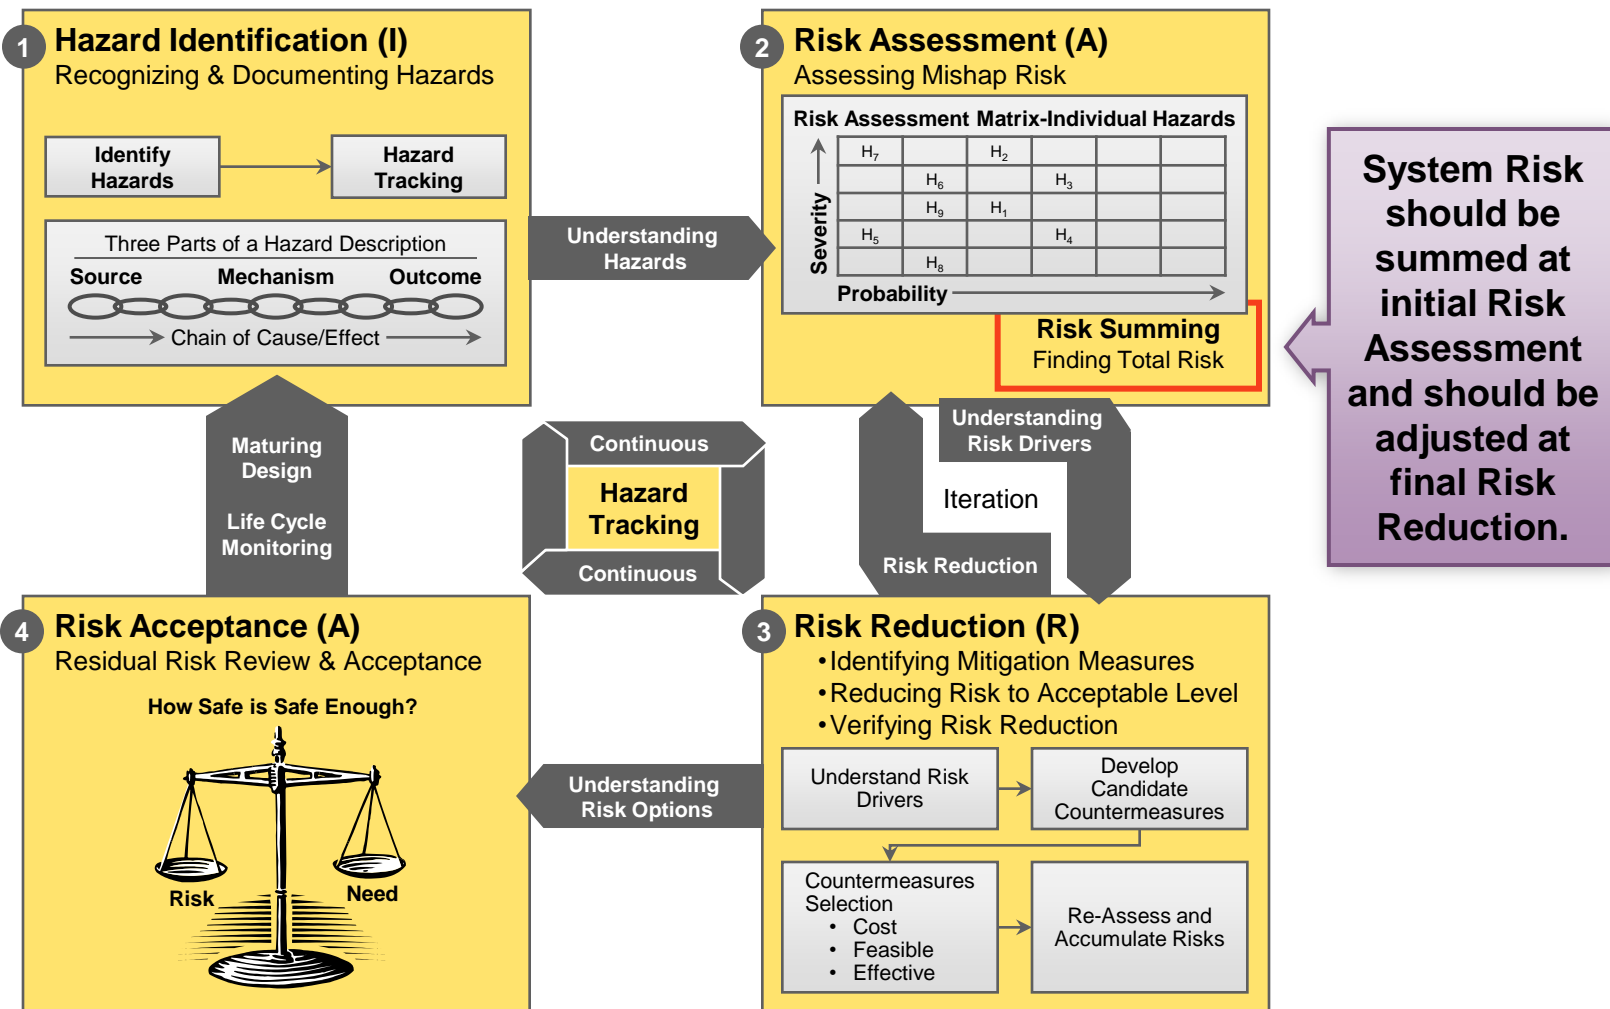 1
Hazard Identification (I)
Recognizing & Documenting Hazards
Identify
Hazards
Hazard
Tracking
Three Parts of a Hazard Description
Source Mechanism Outcome
Chain of Cause/Effect
Understanding
Hazards
2
Risk Assessment (A)
Assessing Mishap Risk
Risk Assessment Matrix-Individual Hazards
Severity
H7 H2
H6 H3
H9 H1
H5 H4
H8
Probability
Risk Summing
Finding Total Risk
System Risk
should be
summed at
initial Risk
Assessment
and should be
adjusted at
final Risk
Reduction.
Maturing
Design
Life Cycle
Monitoring
Continuous
Hazard
Tracking
Continuous
Understanding
Risk Drivers
Iteration
Risk Reduction
4
Risk Acceptance (A)
Residual Risk Review & Acceptance
How Safe is Safe Enough?
Risk
Need
Understanding
Risk Options
3
Risk Reduction (R)
•Identifying Mitigation Measures
•Reducing Risk to Acceptable Level
•Verifying Risk Reduction
Understand Risk
Drivers
Develop
Candidate
Countermeasures
Countermeasures
Selection
• Cost
• Feasible
• Effective
Re-Assess and
Accumulate Risks